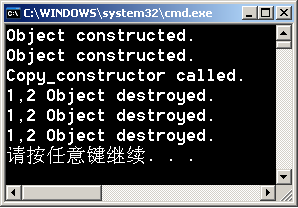 C:\WINDOWS\system32\cmd.exe
Object constructed.
Object constructed.
Copy_constructor called.
1,2 Object destroyed.
1,2 Object destroyed.
1,2 Object destroyed.
请按任意键继续. . .